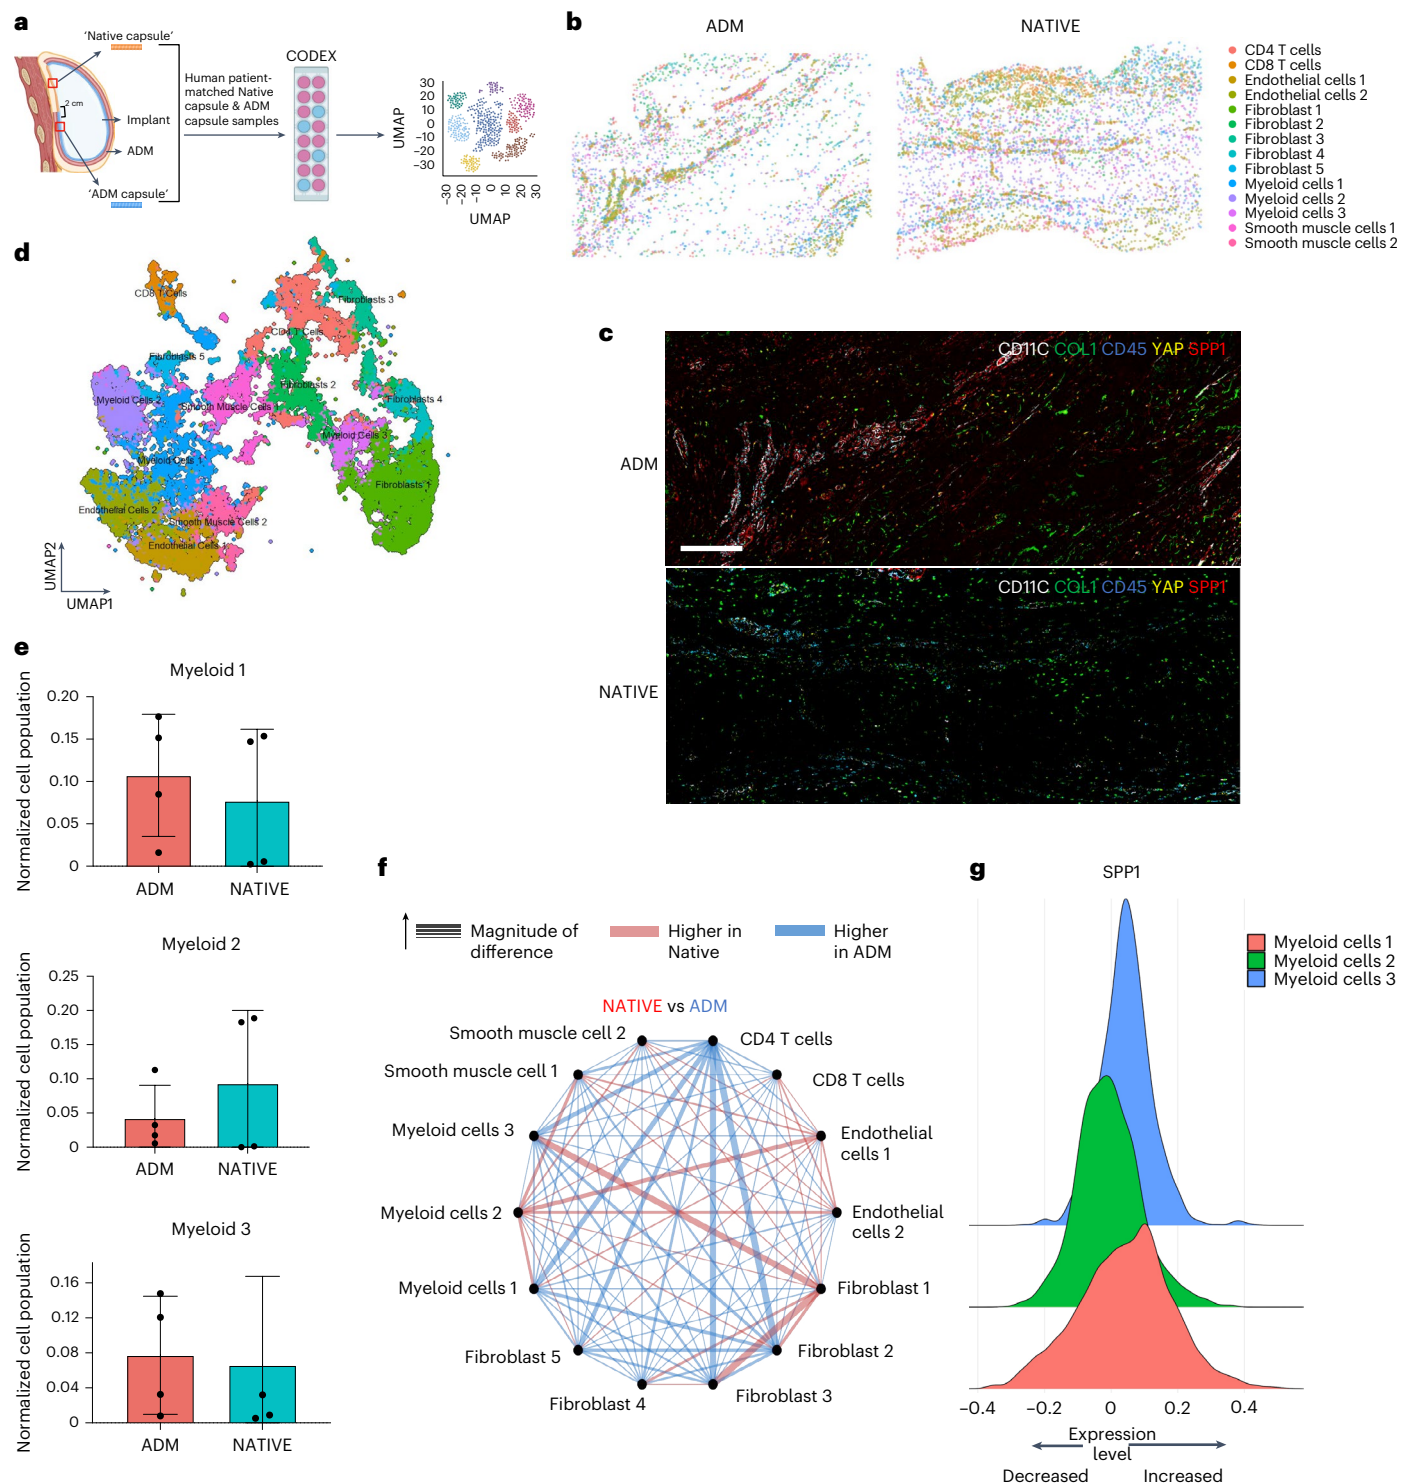 a
'Native capsule'
2 cm
Implant
ADM
'ADM capsule'
Human patient-
matched Native
capsule & ADM
capsule samples
CODEX
UMAP
30
20
10
0
−10
−20
−30
−30
−20
−10
0
10
20
30
UMAP
b
ADM
NATIVE
CD4 T cells
CD8 T cells
Endothelial cells 1
Endothelial cells 2
Fibroblast 1
Fibroblast 2
Fibroblast 3
Fibroblast 4
Fibroblast 5
Myeloid cells 1
Myeloid cells 2
Myeloid cells 3
Smooth muscle cells 1
Smooth muscle cells 2
d
CD8 T Cells
Fibroblasts 3
CD4 T Cells
Fibroblasts 5
Fibroblasts 2
Myeloid Cells 2
Smooth Muscle Cells 1
Fibroblasts 4
Myeloid Cells 3
Myeloid Cells 1
Fibroblasts 1
Endothelial Cells 2
Smooth Muscle Cells 2
Endothelial Cells 1
UMAP2
UMAP1
c
CD11C COL1 CD45 YAP SPP1
ADM
CD11C COL1 CD45 YAP SPP1
NATIVE
e
Myeloid 1
Normalized cell population
0.20
0.15
0.10
0.05
0
ADM
NATIVE
Myeloid 2
Normalized cell population
0.25
0.20
0.15
0.10
0.05
0
ADM
NATIVE
Myeloid 3
Normalized cell population
0.16
0.12
0.08
0.04
0
ADM
NATIVE
f
Magnitude of
difference
Higher in
Native
Higher
in ADM
NATIVE vs ADM
Smooth muscle cell 2
CD4 T cells
Smooth muscle cell 1
CD8 T cells
Myeloid cells 3
Endothelial
cells 1
Myeloid cells 2
Endothelial
cells 2
Myeloid cells 1
Fibroblast 1
Fibroblast 5
Fibroblast 2
Fibroblast 4
Fibroblast 3
g
SPP1
Myeloid cells 1
Myeloid cells 2
Myeloid cells 3
−0.4
−0.2
0
0.2
0.4
Expression
level
Decreased
Increased